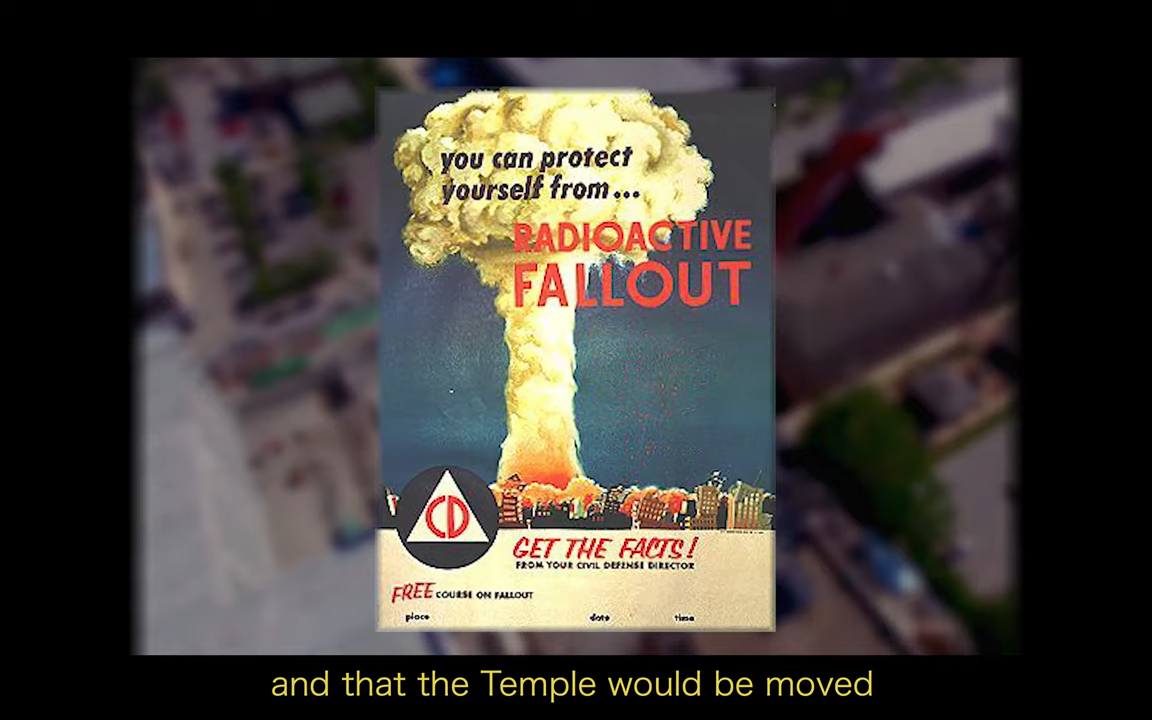 you can protect
yourself from...
RADIOACTIVE
FALLOUT
CD
GET THE FACTS!
FROM YOUR CIVIL DEFENSE DIRECTOR
FREE COURSE ON FALLOUT
place date time
and that the Temple would be moved